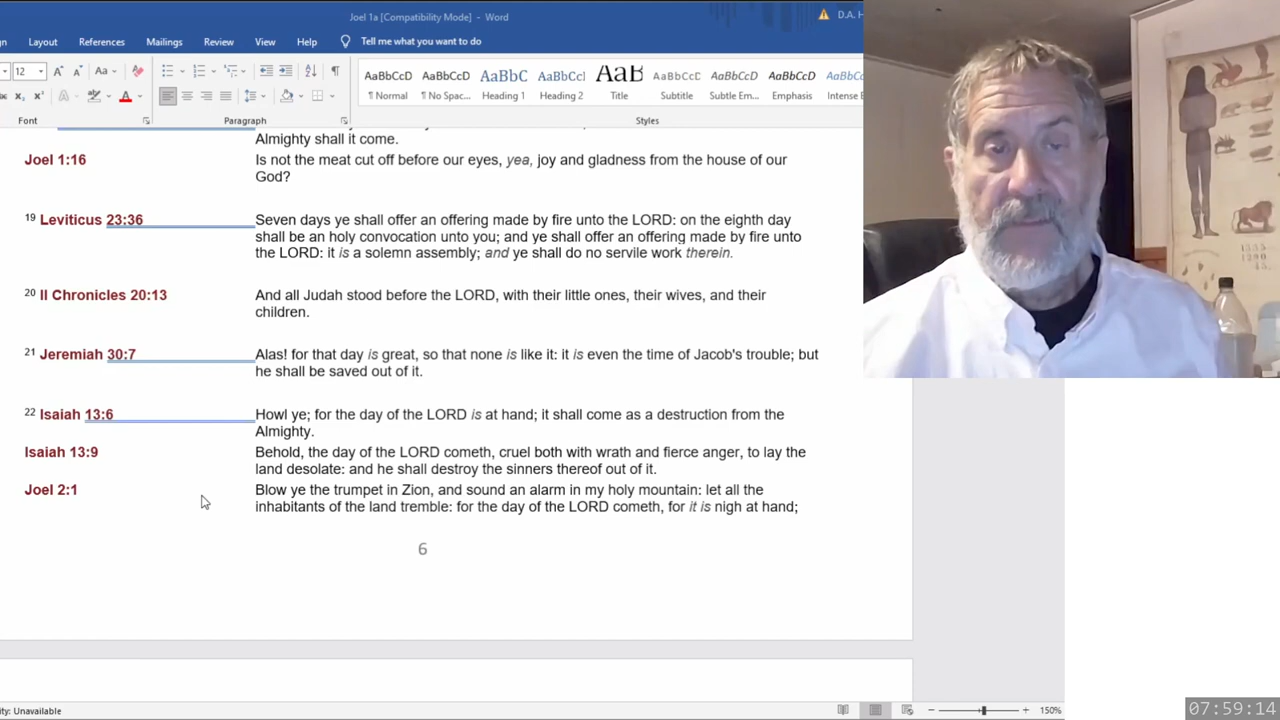 Joel 1a [Compatibility Mode] - Word
D.A. H
gn Layout References Mailings Review View Help Tell me what you want to do
12 Aa
AaBbCcD AaBbCcD AaBbC AaBbCcl AaB AaBbCcD AaBbCcD AaBbCcD AaBbCc
¶ Normal ¶ No Spac... Heading 1 Heading 2 Title Subtitle Subtle Em... Emphasis Intense E
Font Paragraph Styles
Almighty shall it come.
Joel 1:16 Is not the meat cut off before our eyes, yea, joy and gladness from the house of our
God?
19 Leviticus 23:36 Seven days ye shall offer an offering made by fire unto the LORD: on the eighth day
shall be an holy convocation unto you; and ye shall offer an offering made by fire unto
the LORD: it is a solemn assembly; and ye shall do no servile work therein.
20 II Chronicles 20:13 And all Judah stood before the LORD, with their little ones, their wives, and their
children.
21 Jeremiah 30:7 Alas! for that day is great, so that none is like it: it is even the time of Jacob's trouble; but
he shall be saved out of it.
22 Isaiah 13:6 Howl ye; for the day of the LORD is at hand; it shall come as a destruction from the
Almighty.
Isaiah 13:9 Behold, the day of the LORD cometh, cruel both with wrath and fierce anger, to lay the
land desolate: and he shall destroy the sinners thereof out of it.
Joel 2:1 Blow ye the trumpet in Zion, and sound an alarm in my holy mountain: let all the
inhabitants of the land tremble: for the day of the LORD cometh, for it is nigh at hand;
6
ity: Unavailable
150%
07:59:14